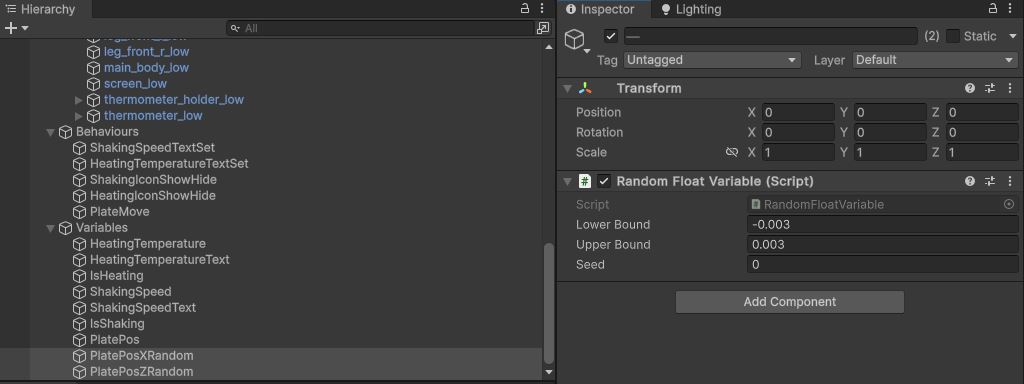 Hierarchy
All
leg_front_r_low
main_body_low
screen_low
thermometer_holder_low
thermometer_low
Behaviours
ShakingSpeedTextSet
HeatingTemperatureTextSet
ShakingIconShowHide
HeatingIconShowHide
PlateMove
Variables
HeatingTemperature
HeatingTemperatureText
IsHeating
ShakingSpeed
ShakingSpeedText
IsShaking
PlatePos
PlatePosXRandom
PlatePosZRandom
Inspector Lighting
— (2) Static
Tag Untagged Layer Default
Transform
Position X 0 Y 0 Z 0
Rotation X 0 Y 0 Z 0
Scale X 1 Y 1 Z 1
# Random Float Variable (Script)
Script RandomFloatVariable
Lower Bound -0.003
Upper Bound 0.003
Seed 0
Add Component